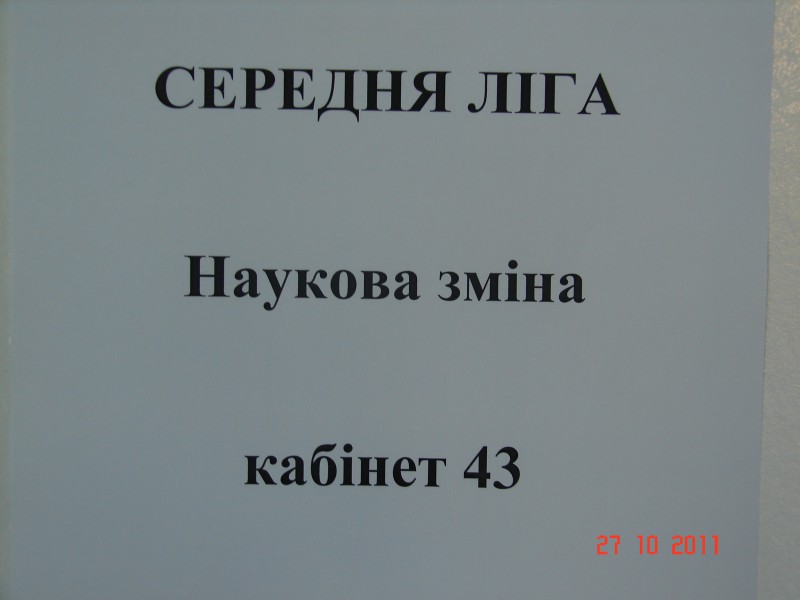 СЕРЕДНЯ ЛІГА
Наукова зміна
кабінет 43
27 10 2011